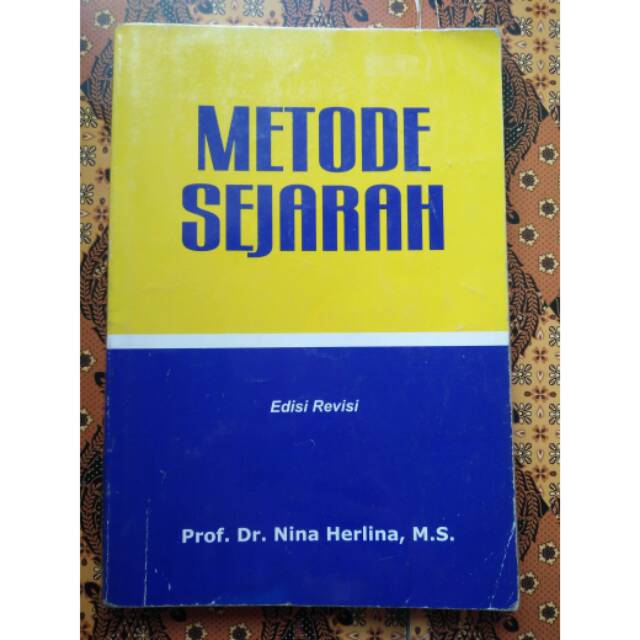 METODE
SEJARAH
Edisi Revisi
Prof. Dr. Nina Herlina, M.S.